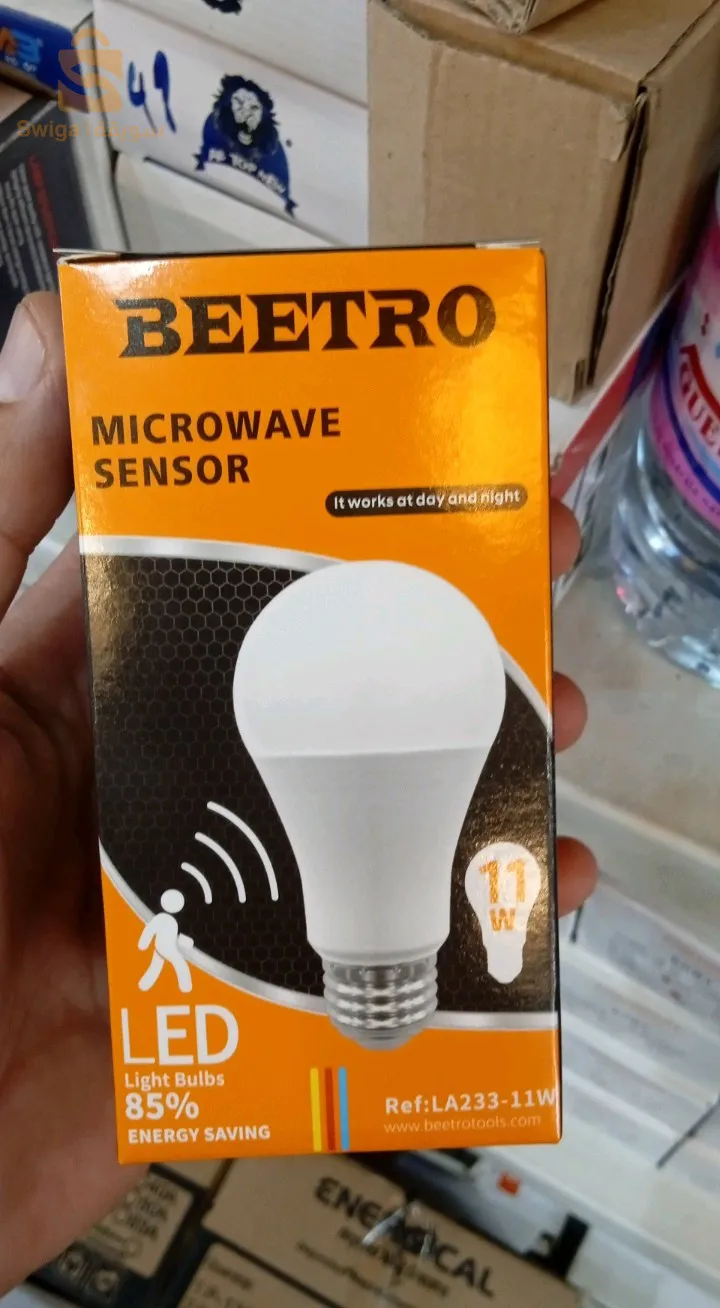 BEETRO
MICROWAVE
SENSOR
It works at day and night
11
W
LED
Light Bulbs
85%
ENERGY SAVING
Ref:LA233-11W
www.beetrotools.com